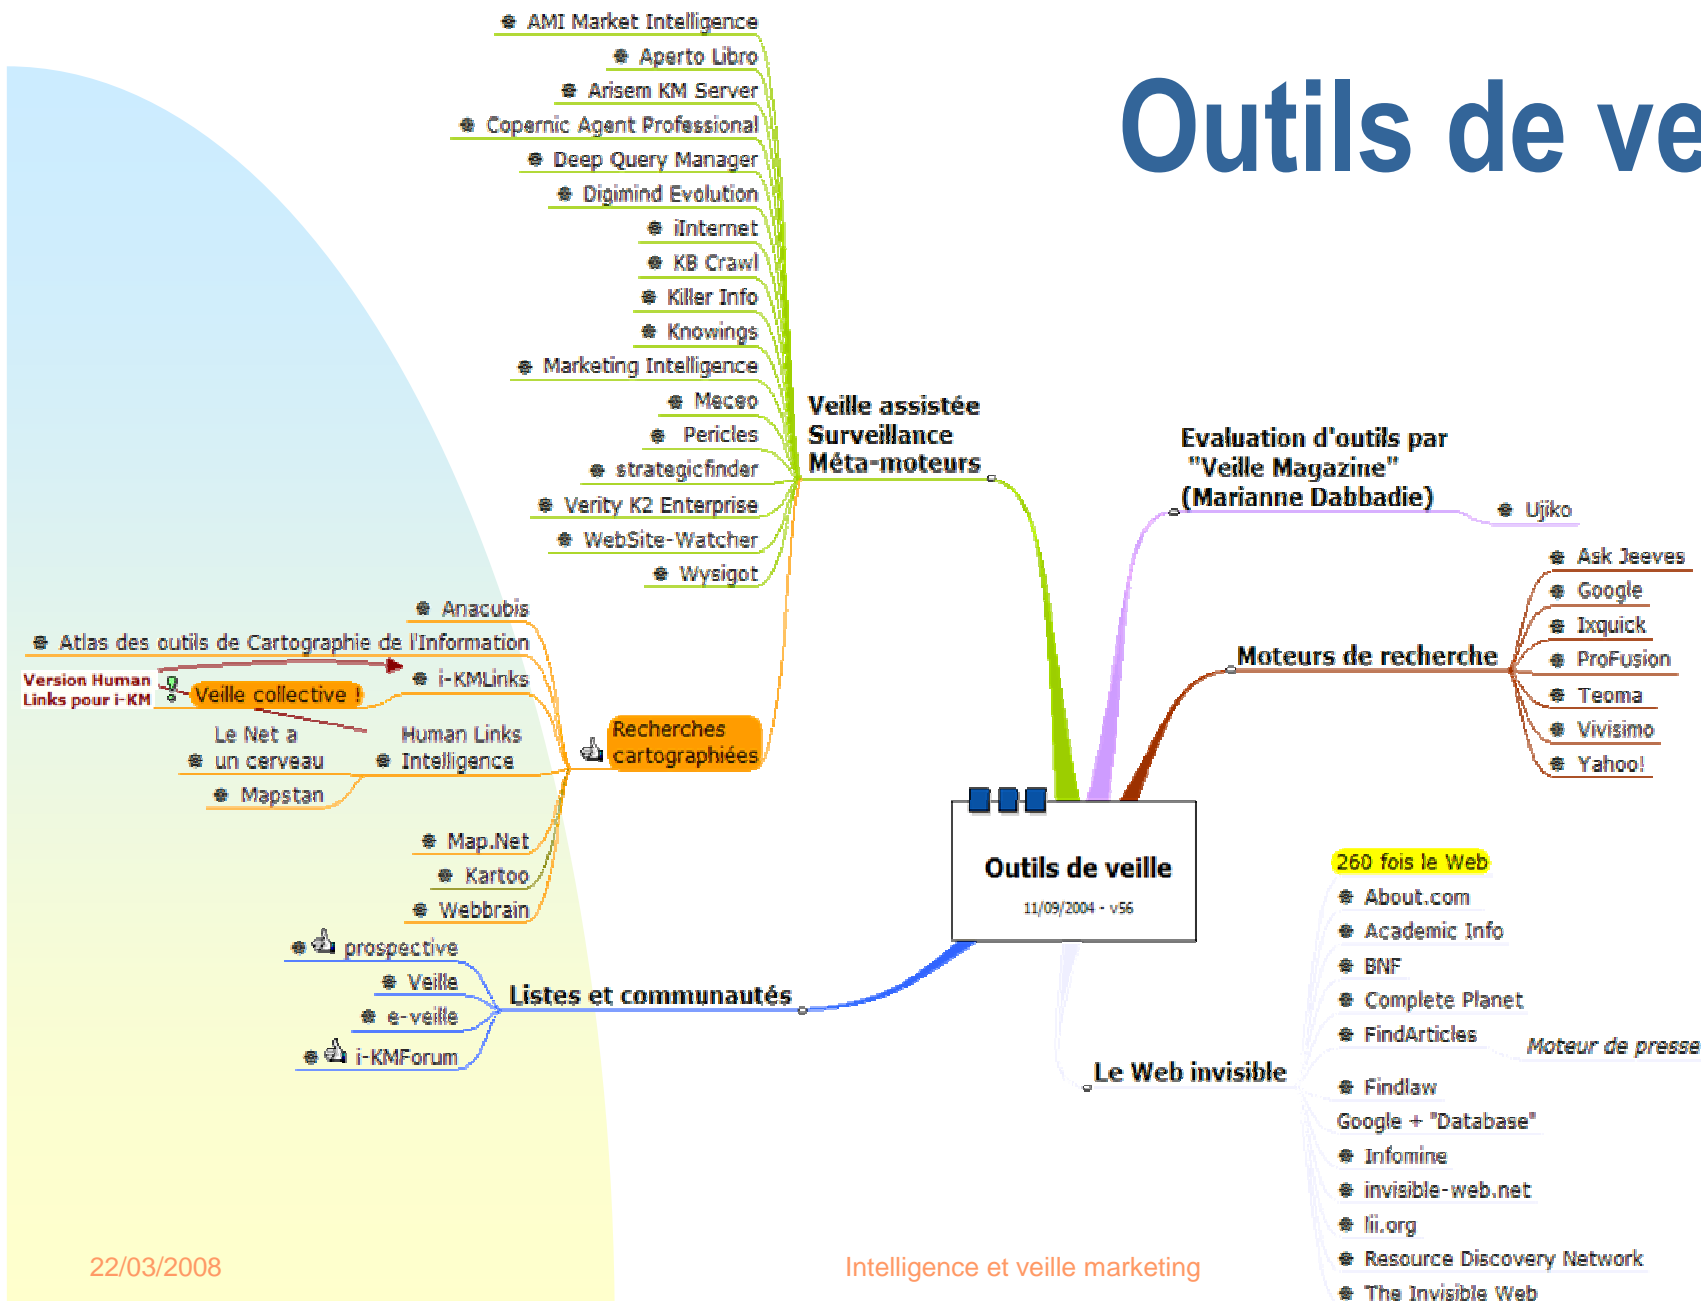 Outils de ve
AMI Market Intelligence
Aperto Libro
Arisem KM Server
Copernic Agent Professional
Deep Query Manager
Digimind Evolution
iInternet
KB Crawl
Killer Info
Knowings
Marketing Intelligence
Meceo
Pericles
strategicfinder
Verity K2 Enterprise
WebSite-Watcher
Wysigot
Veille assistée
Surveillance
Méta-moteurs
Anacubis
Atlas des outils de Cartographie de l'Information
i-KMLinks
Version Human
Links pour i-KM
Veille collective !
Human Links
Intelligence
Le Net a
un cerveau
Mapstan
Map.Net
Kartoo
Webbrain
Recherches
cartographiées
prospective
Veille
e-veille
i-KMForum
Listes et communautés
Outils de veille
11/09/2004 - v56
Evaluation d'outils par
"Veille Magazine"
(Marianne Dabbadie)
Ujiko
Moteurs de recherche
Ask Jeeves
Google
Ixquick
ProFusion
Teoma
Vivisimo
Yahoo!
Le Web invisible
260 fois le Web
About.com
Academic Info
BNF
Complete Planet
FindArticles
Moteur de presse
Findlaw
Google + "Database"
Infomine
invisible-web.net
lii.org
Resource Discovery Network
The Invisible Web
22/03/2008
Intelligence et veille marketing